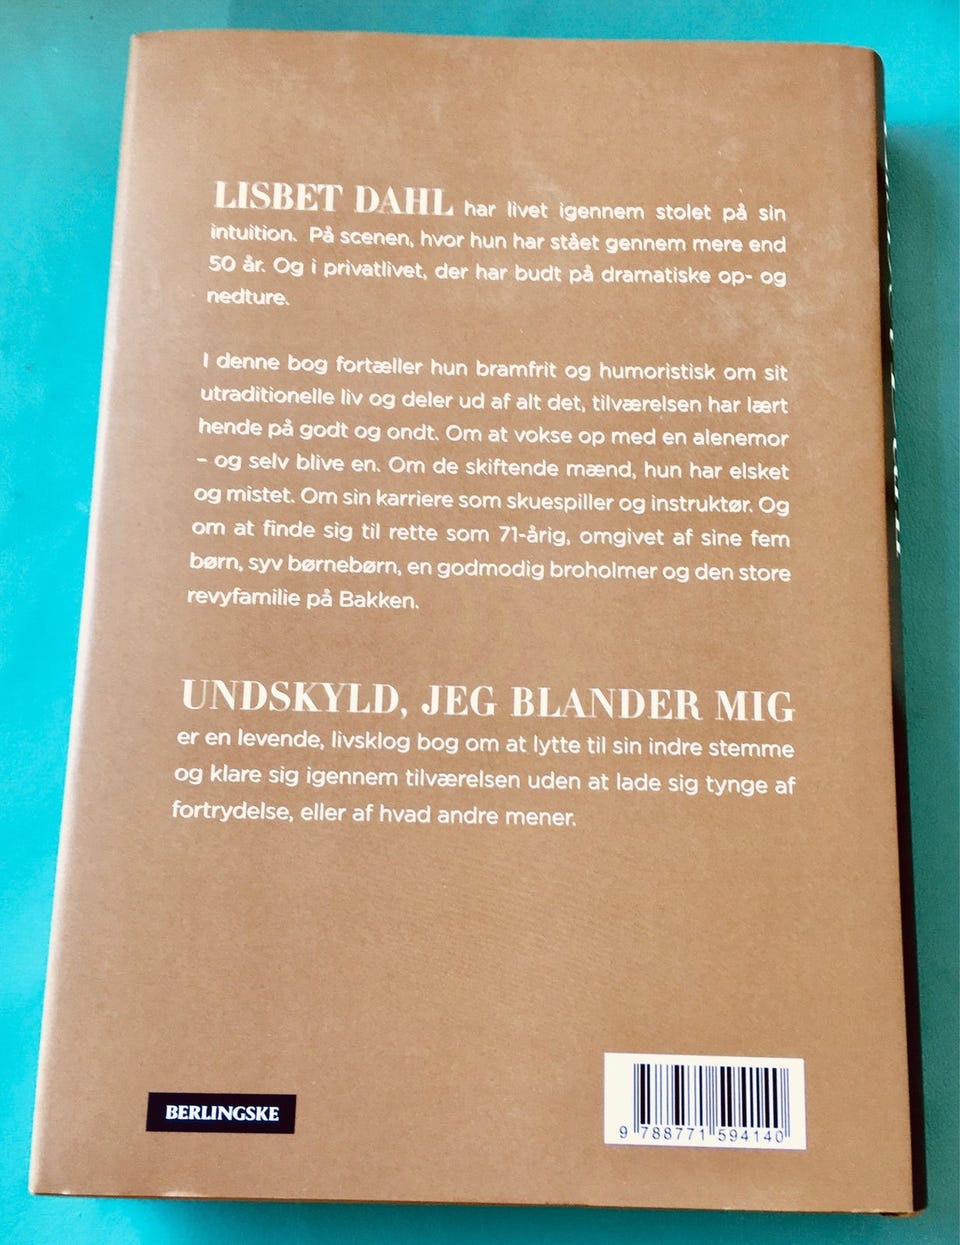 LISBET DAHL har livet igennem stolet på sin
intuition. På scenen, hvor hun har stået gennem mere end
50 år. Og i privatlivet, der har budt på dramatiske op- og
nedture.
I denne bog fortæller hun bramfrit og humoristisk om sit
utraditionelle liv og deler ud af alt det, tilværelsen har lært
hende på godt og ondt. Om at vokse op med en alenemor
– og selv blive en. Om de skiftende mænd, hun har elsket
og mistet. Om sin karriere som skuespiller og instruktør. Og
om at finde sig til rette som 71-årig, omgivet af sine fem
børn, syv børnebørn, en godmodig broholmer og den store
revyfamilie på Bakken.
UNDSKYLD, JEG BLANDER MIG
er en levende, livsklog bog om at lytte til sin indre stemme
og klare sig igennem tilværelsen uden at lade sig tynge af
fortrydelse, eller af hvad andre mener.
BERLINGSKE
9 788771 594140